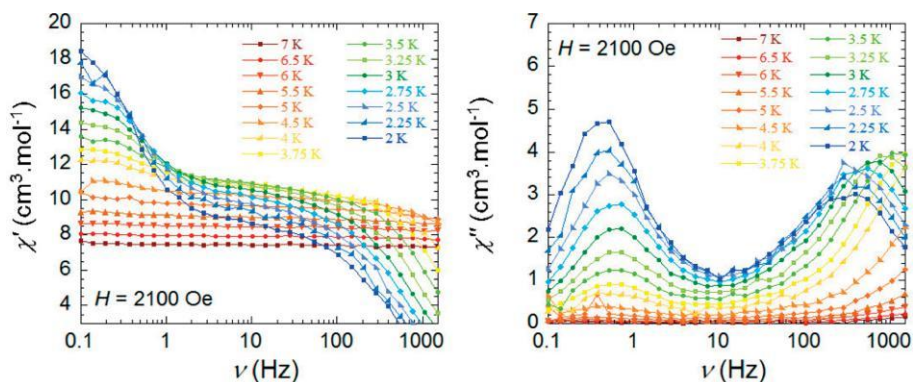 20
18
16
14
12
10
8
6
4
χ' (cm³.mol⁻¹)
7 K
6.5 K
6 K
5.5 K
5 K
4.5 K
4 K
3.75 K
3.5 K
3.25 K
3 K
2.75 K
2.5 K
2.25 K
2 K
H = 2100 Oe
0.1 1 10 100 1000
ν (Hz)
7
6
5
4
3
2
1
0
χ'' (cm³.mol⁻¹)
H = 2100 Oe
7 K
6.5 K
6 K
5.5 K
5 K
4.5 K
4 K
3.75 K
3.5 K
3.25 K
3 K
2.75 K
2.5 K
2.25 K
2 K
0.1 1 10 100 1000
ν (Hz)